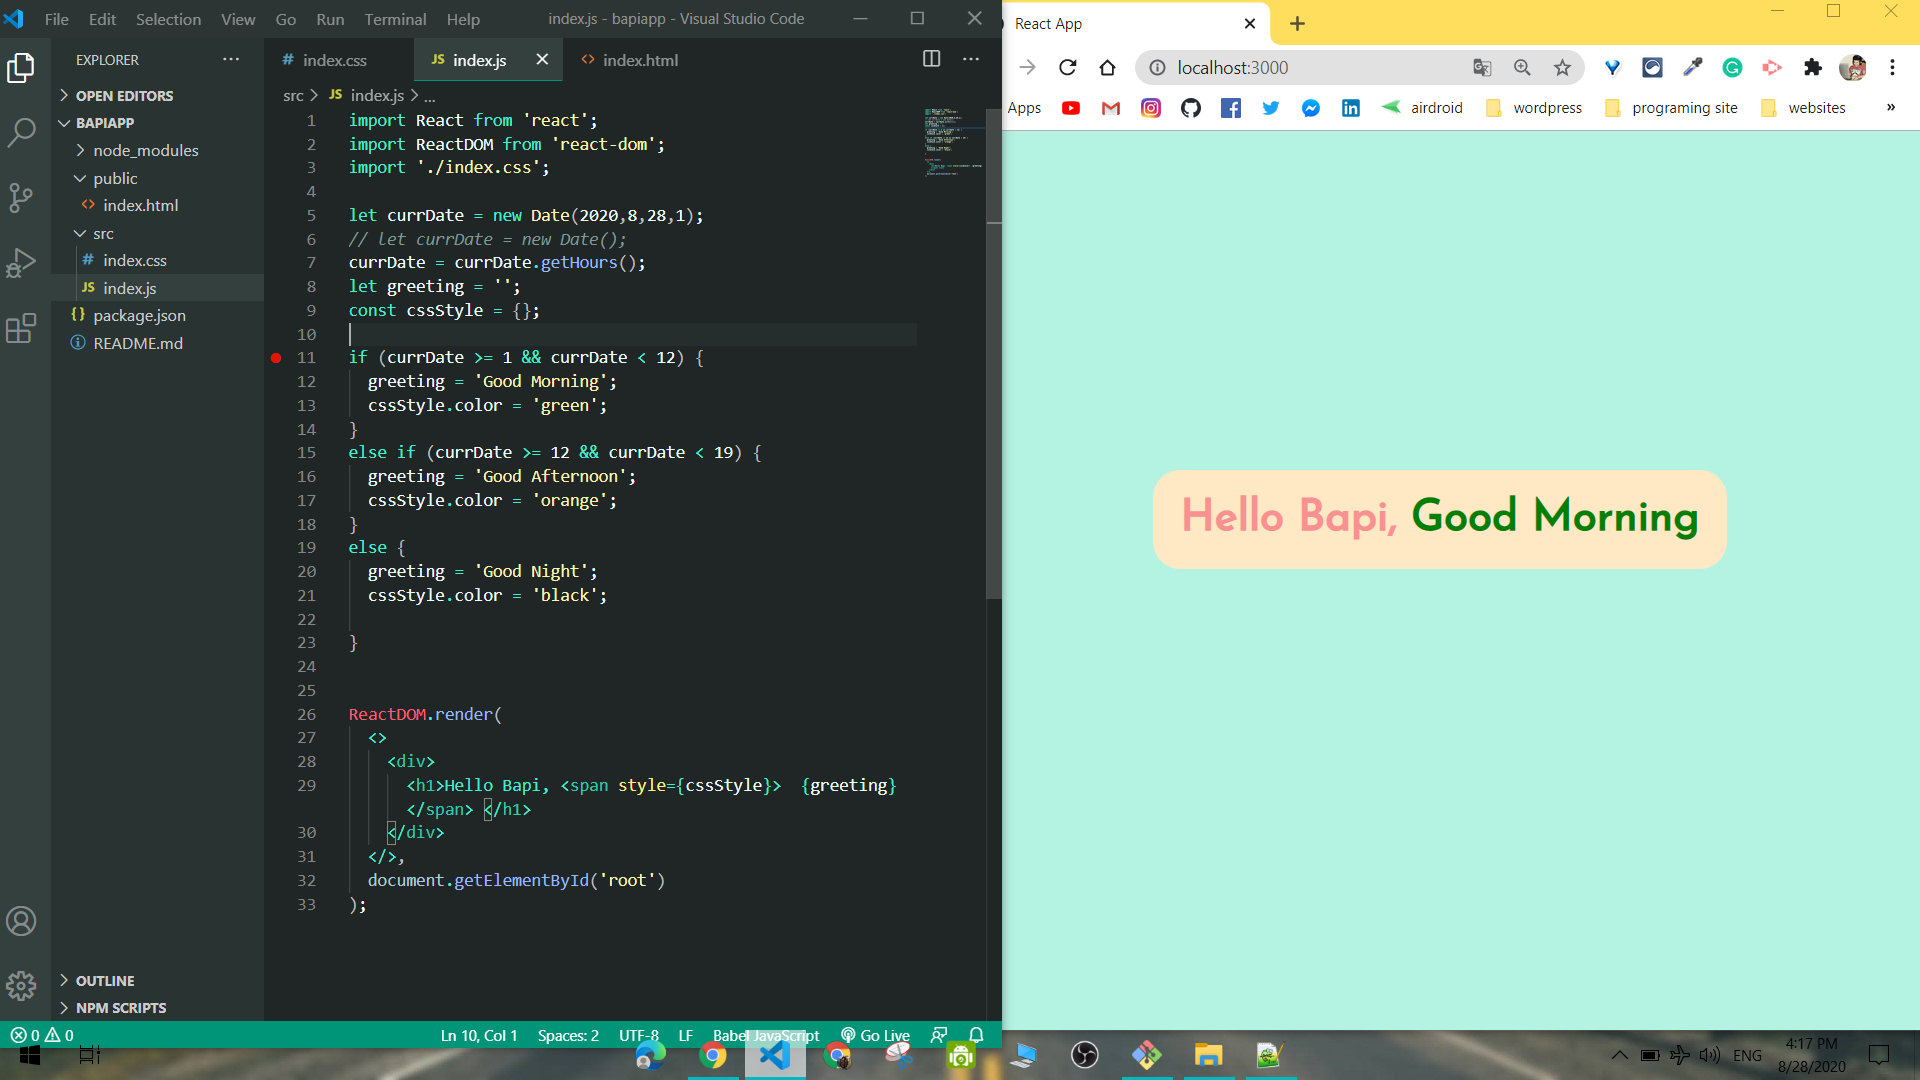 File Edit Selection View Go Run Terminal Help index.js - bapiapp - Visual Studio Code
EXPLORER
OPEN EDITORS
BAPIAPP
node_modules
public
<> index.html
src
# index.css
JS index.js
{} package.json
README.md
OUTLINE
NPM SCRIPTS
# index.css JS index.js <> index.html
src > JS index.js > ...
1 import React from 'react';
2 import ReactDOM from 'react-dom';
3 import './index.css';
4
5 let currDate = new Date(2020,8,28,1);
6 // let currDate = new Date();
7 currDate = currDate.getHours();
8 let greeting = '';
9 const cssStyle = {};
10
11 if (currDate >= 1 && currDate < 12) {
12 greeting = 'Good Morning';
13 cssStyle.color = 'green';
14 }
15 else if (currDate >= 12 && currDate < 19) {
16 greeting = 'Good Afternoon';
17 cssStyle.color = 'orange';
18 }
19 else {
20 greeting = 'Good Night';
21 cssStyle.color = 'black';
22
23 }
24
25
26 ReactDOM.render(
27 <>
28 <div>
29 <h1>Hello Bapi, <span style={cssStyle}>  {greeting}
</span> </h1>
30 </div>
31 </>,
32 document.getElementById('root')
33 );
0 0 Ln 10, Col 1 Spaces: 2 UTF-8 LF Babel JavaScript Go Live
React App
localhost:3000
Apps airdroid wordpress programing site websites »
Hello Bapi, Good Morning
ENG
4:17 PM
8/28/2020